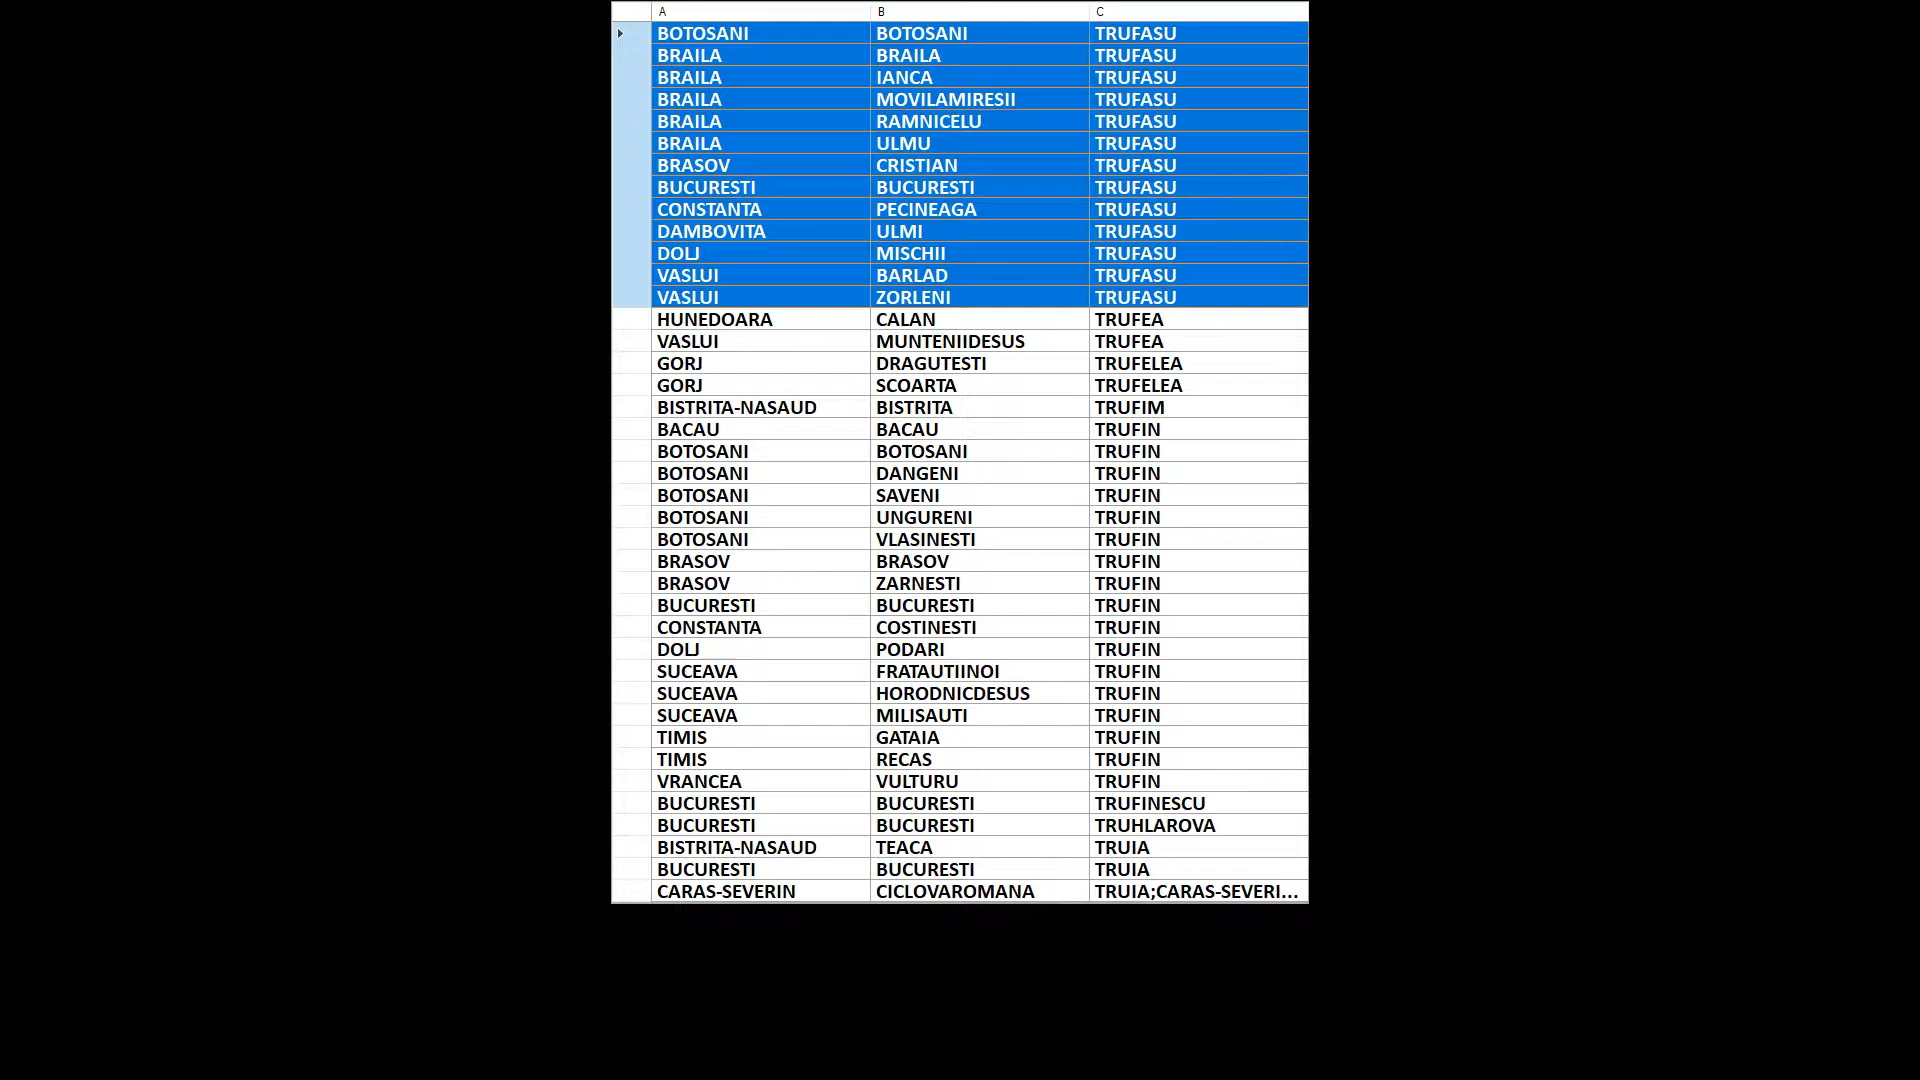 A B C
BOTOSANI BOTOSANI TRUFASU
BRAILA BRAILA TRUFASU
BRAILA IANCA TRUFASU
BRAILA MOVILAMIRESII TRUFASU
BRAILA RAMNICELU TRUFASU
BRAILA ULMU TRUFASU
BRASOV CRISTIAN TRUFASU
BUCURESTI BUCURESTI TRUFASU
CONSTANTA PECINEAGA TRUFASU
DAMBOVITA ULMI TRUFASU
DOLJ MISCHII TRUFASU
VASLUI BARLAD TRUFASU
VASLUI ZORLENI TRUFASU
HUNEDOARA CALAN TRUFEA
VASLUI MUNTENIIDESUS TRUFEA
GORJ DRAGUTESTI TRUFELEA
GORJ SCOARTA TRUFELEA
BISTRITA-NASAUD BISTRITA TRUFIM
BACAU BACAU TRUFIN
BOTOSANI BOTOSANI TRUFIN
BOTOSANI DANGENI TRUFIN
BOTOSANI SAVENI TRUFIN
BOTOSANI UNGURENI TRUFIN
BOTOSANI VLASINESTI TRUFIN
BRASOV BRASOV TRUFIN
BRASOV ZARNESTI TRUFIN
BUCURESTI BUCURESTI TRUFIN
CONSTANTA COSTINESTI TRUFIN
DOLJ PODARI TRUFIN
SUCEAVA FRATAUTIINOI TRUFIN
SUCEAVA HORODNICDESUS TRUFIN
SUCEAVA MILISAUTI TRUFIN
TIMIS GATAIA TRUFIN
TIMIS RECAS TRUFIN
VRANCEA VULTURU TRUFIN
BUCURESTI BUCURESTI TRUFINESCU
BUCURESTI BUCURESTI TRUHLAROVA
BISTRITA-NASAUD TEACA TRUIA
BUCURESTI BUCURESTI TRUIA
CARAS-SEVERIN CICLOVAROMANA TRUIA;CARAS-SEVERI...